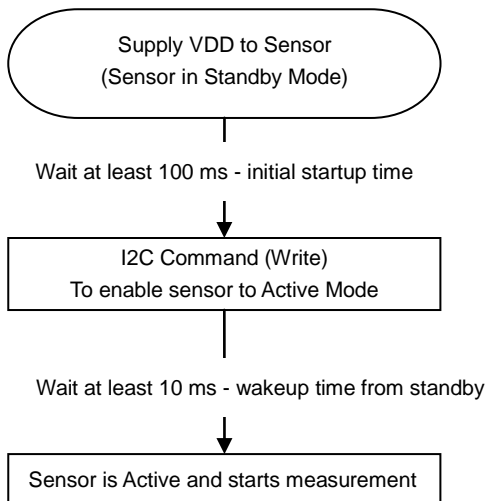 Supply VDD to Sensor
(Sensor in Standby Mode)
Wait at least 100 ms - initial startup time
I2C Command (Write)
To enable sensor to Active Mode
Wait at least 10 ms - wakeup time from standby
Sensor is Active and starts measurement